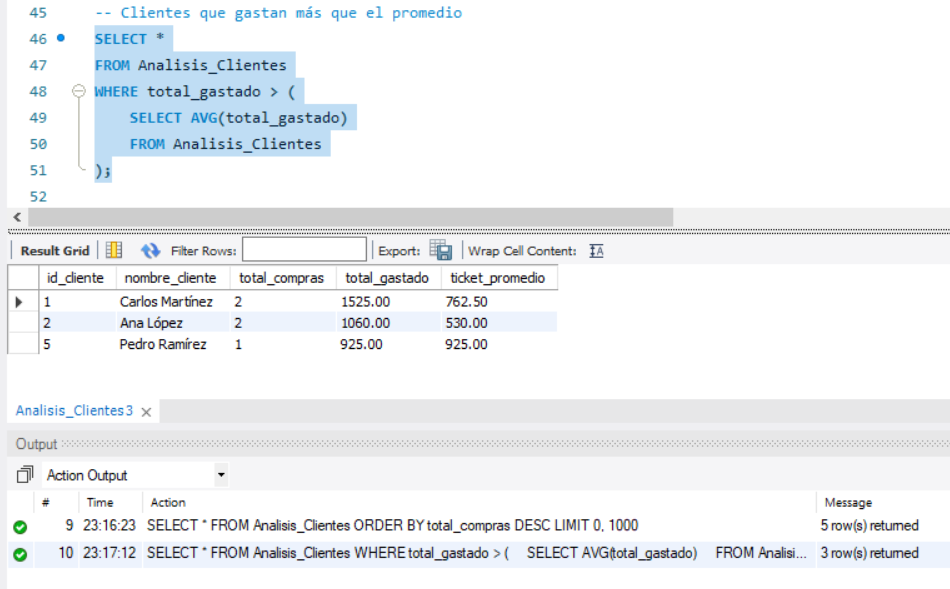 45 -- Clientes que gastan más que el promedio
46 SELECT *
47 FROM Analisis_Clientes
48 WHERE total_gastado > (
49 SELECT AVG(total_gastado)
50 FROM Analisis_Clientes
51 );
52
Result Grid Filter Rows: Export: Wrap Cell Content: IA
id_cliente nombre_cliente total_compras total_gastado ticket_promedio
1 Carlos Martínez 2 1525.00 762.50
2 Ana López 2 1060.00 530.00
5 Pedro Ramírez 1 925.00 925.00
Analisis_Clientes3 ×
Output
Action Output
# Time Action Message
9 23:16:23 SELECT * FROM Analisis_Clientes ORDER BY total_compras DESC LIMIT 0, 1000 5 row(s) returned
10 23:17:12 SELECT * FROM Analisis_Clientes WHERE total_gastado > ( SELECT AVG(total_gastado) FROM Analisi... 3 row(s) returned